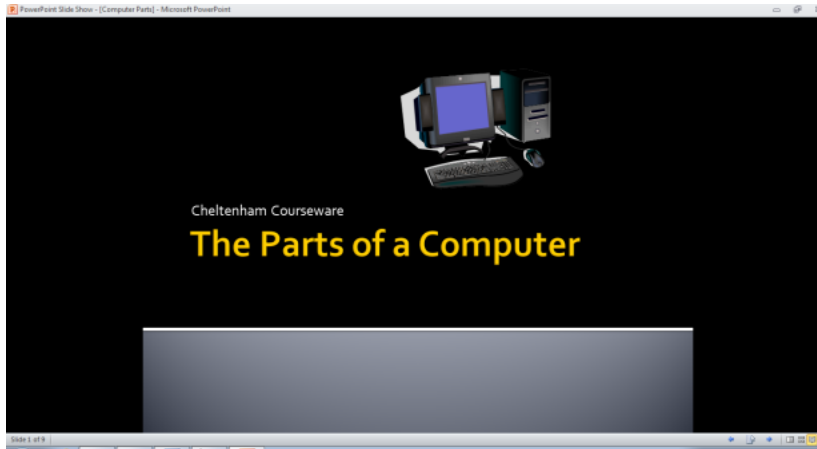 PowerPoint Slide Show - [Computer Parts] - Microsoft PowerPoint
Cheltenham Courseware
The Parts of a Computer
Slide 1 of 9